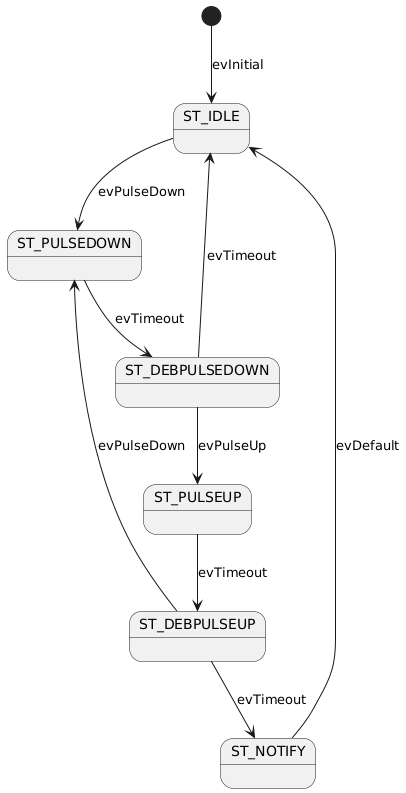 evInitial
ST_IDLE
evPulseDown
ST_PULSEDOWN
evTimeout
evTimeout
ST_DEBPULSEDOWN
evPulseDown
evPulseUp
evDefault
ST_PULSEUP
evTimeout
ST_DEBPULSEUP
evTimeout
ST_NOTIFY